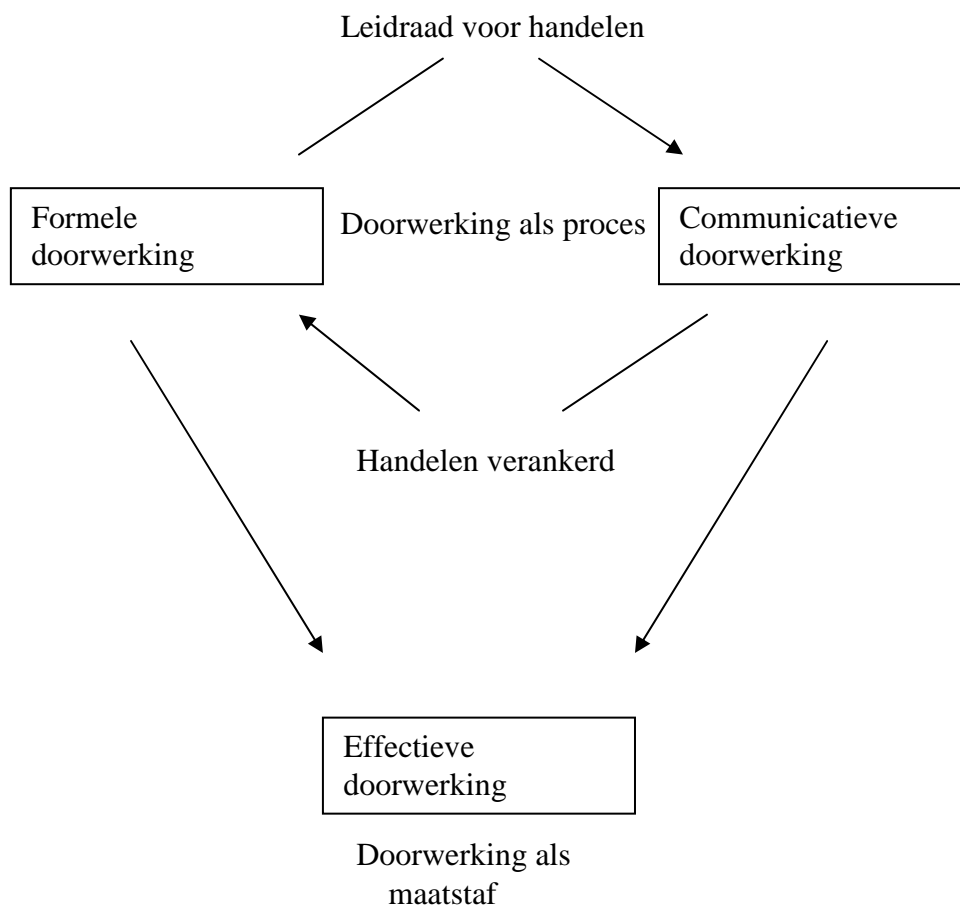 Leidraad voor handelen
Formele
doorwerking
Doorwerking als proces
Communicatieve
doorwerking
Handelen verankerd
Effectieve
doorwerking
Doorwerking als
maatstaf